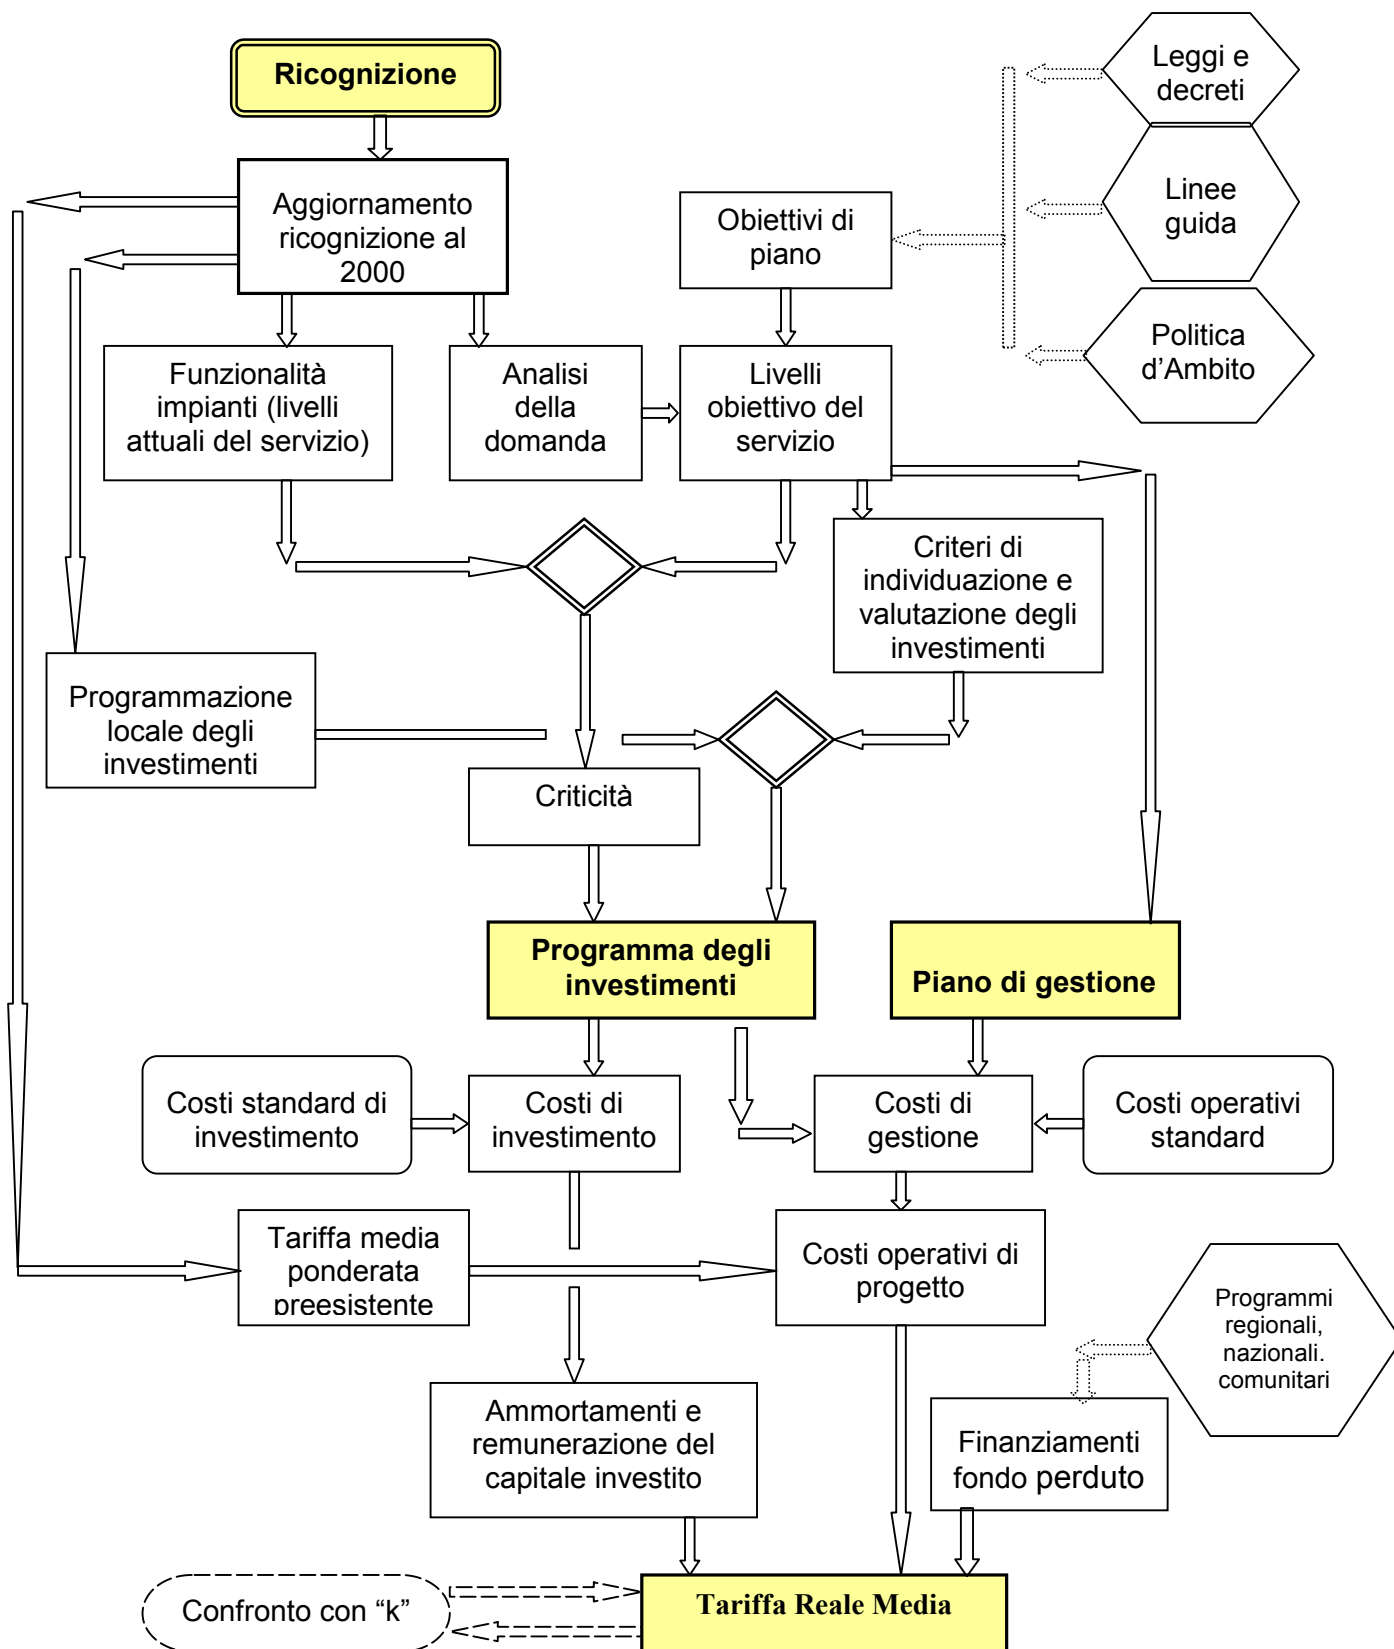 Ricognizione
Leggi e
decreti
Aggiornamento
ricognizione al
2000
Obiettivi di
piano
Linee
guida
Politica
d’Ambito
Funzionalità
impianti (livelli
attuali del servizio)
Analisi
della
domanda
Livelli
obiettivo del
servizio
Criteri di
individuazione e
valutazione degli
investimenti
Programmazione
locale degli
investimenti
Criticità
Programma degli
investimenti
Piano di gestione
Costi standard di
investimento
Costi di
investimento
Costi di
gestione
Costi operativi
standard
Tariffa media
ponderata
preesistente
Costi operativi di
progetto
Programmi
regionali,
nazionali.
comunitari
Ammortamenti e
remunerazione del
capitale investito
Finanziamenti
fondo perduto
Confronto con “k”
Tariffa Reale Media